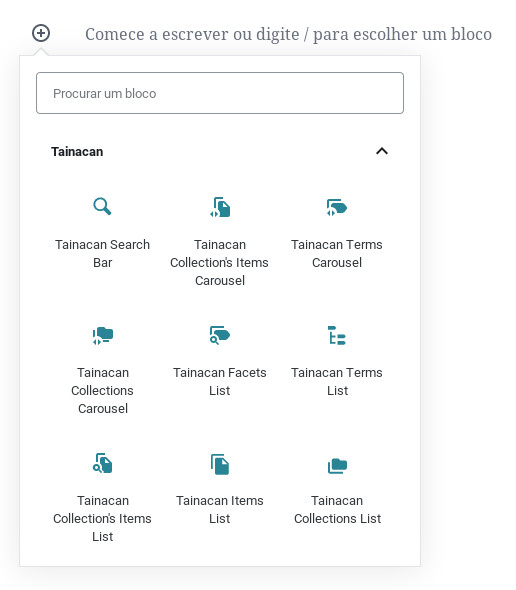 Comece a escrever ou digite / para escolher um bloco
Procurar um bloco
Tainacan
Tainacan Search
Bar
Tainacan
Collection's Items
Carousel
Tainacan Terms
Carousel
Tainacan
Collections
Carousel
Tainacan Facets
List
Tainacan Terms
List
Tainacan
Collection's Items
List
Tainacan Items
List
Tainacan
Collections List